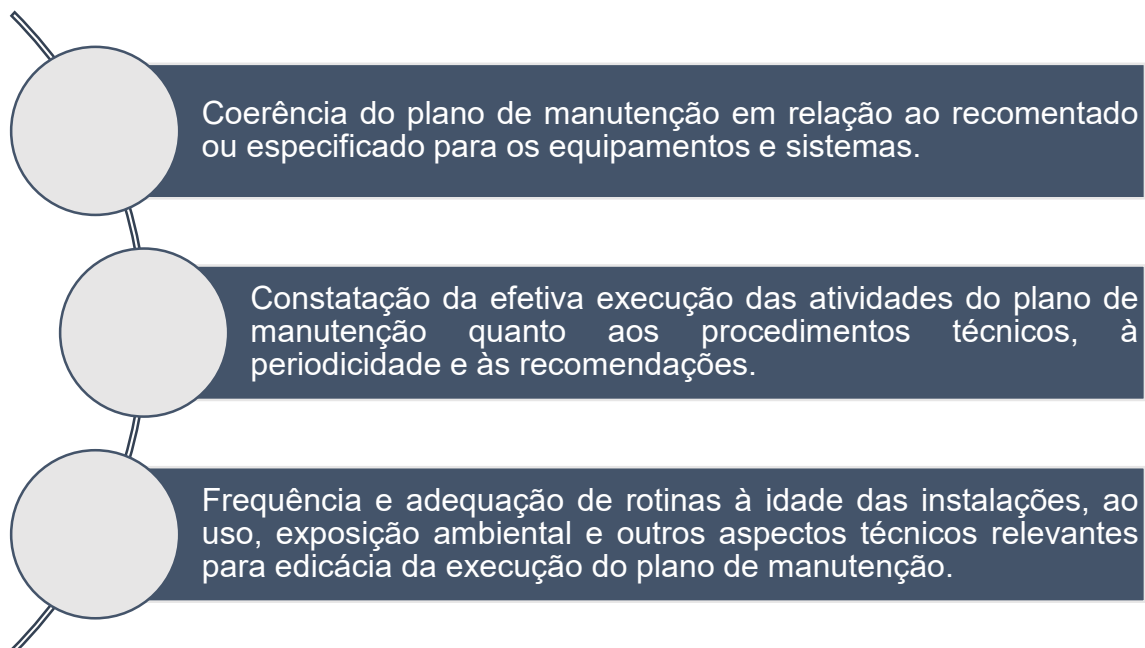 Coerência do plano de manutenção em relação ao recomentado
ou especificado para os equipamentos e sistemas.
Constatação da efetiva execução das atividades do plano de
manutenção quanto aos procedimentos técnicos, à
periodicidade e às recomendações.
Frequência e adequação de rotinas à idade das instalações, ao
uso, exposição ambiental e outros aspectos técnicos relevantes
para edicácia da execução do plano de manutenção.